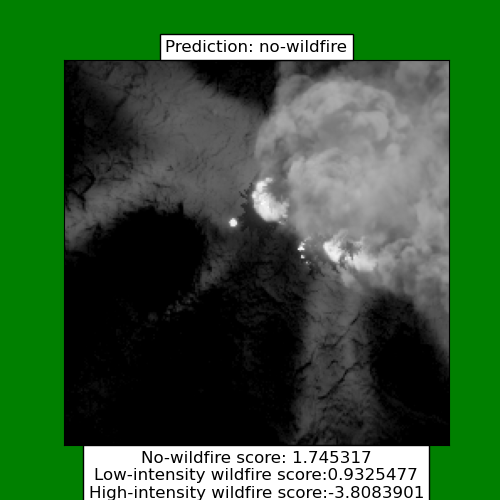 Prediction: no-wildfire
No-wildfire score: 1.745317
Low-intensity wildfire score:0.9325477
High-intensity wildfire score:-3.8083901